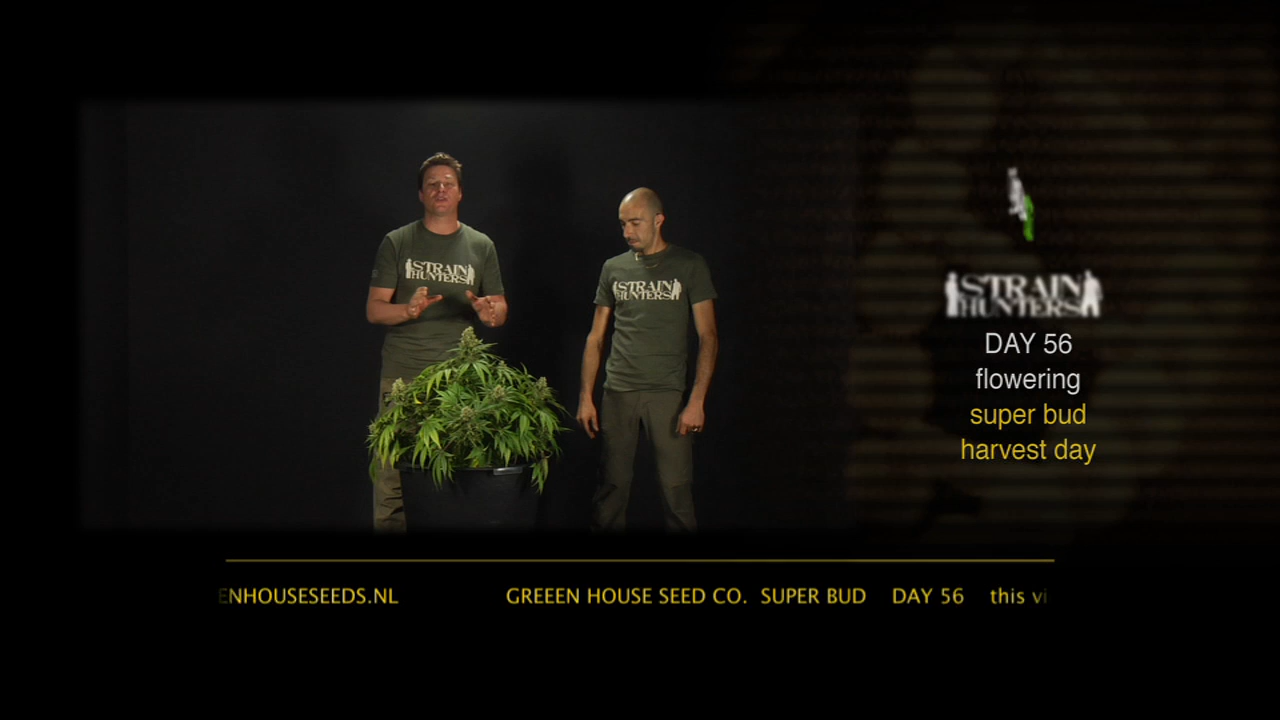 STRAIN
HUNTERS
STRAIN
HUNTERS
STRAIN
HUNTERS
DAY 56
flowering
super bud
harvest day
ENHOUSESEEDS.NL GREEEN HOUSE SEED CO. SUPER BUD DAY 56 this vi